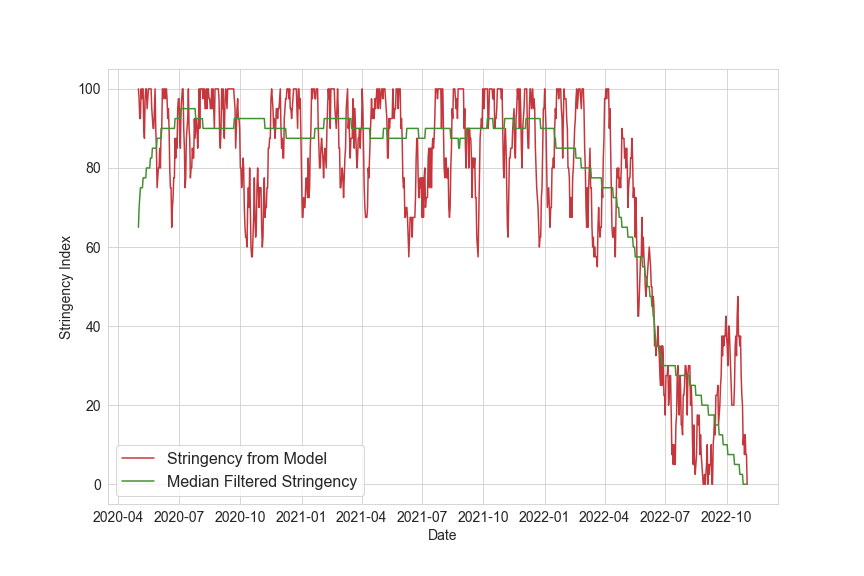 100
80
60
40
20
0
Stringency Index
Stringency from Model
Median Filtered Stringency
2020-04 2020-07 2020-10 2021-01 2021-04 2021-07 2021-10 2022-01 2022-04 2022-07 2022-10
Date